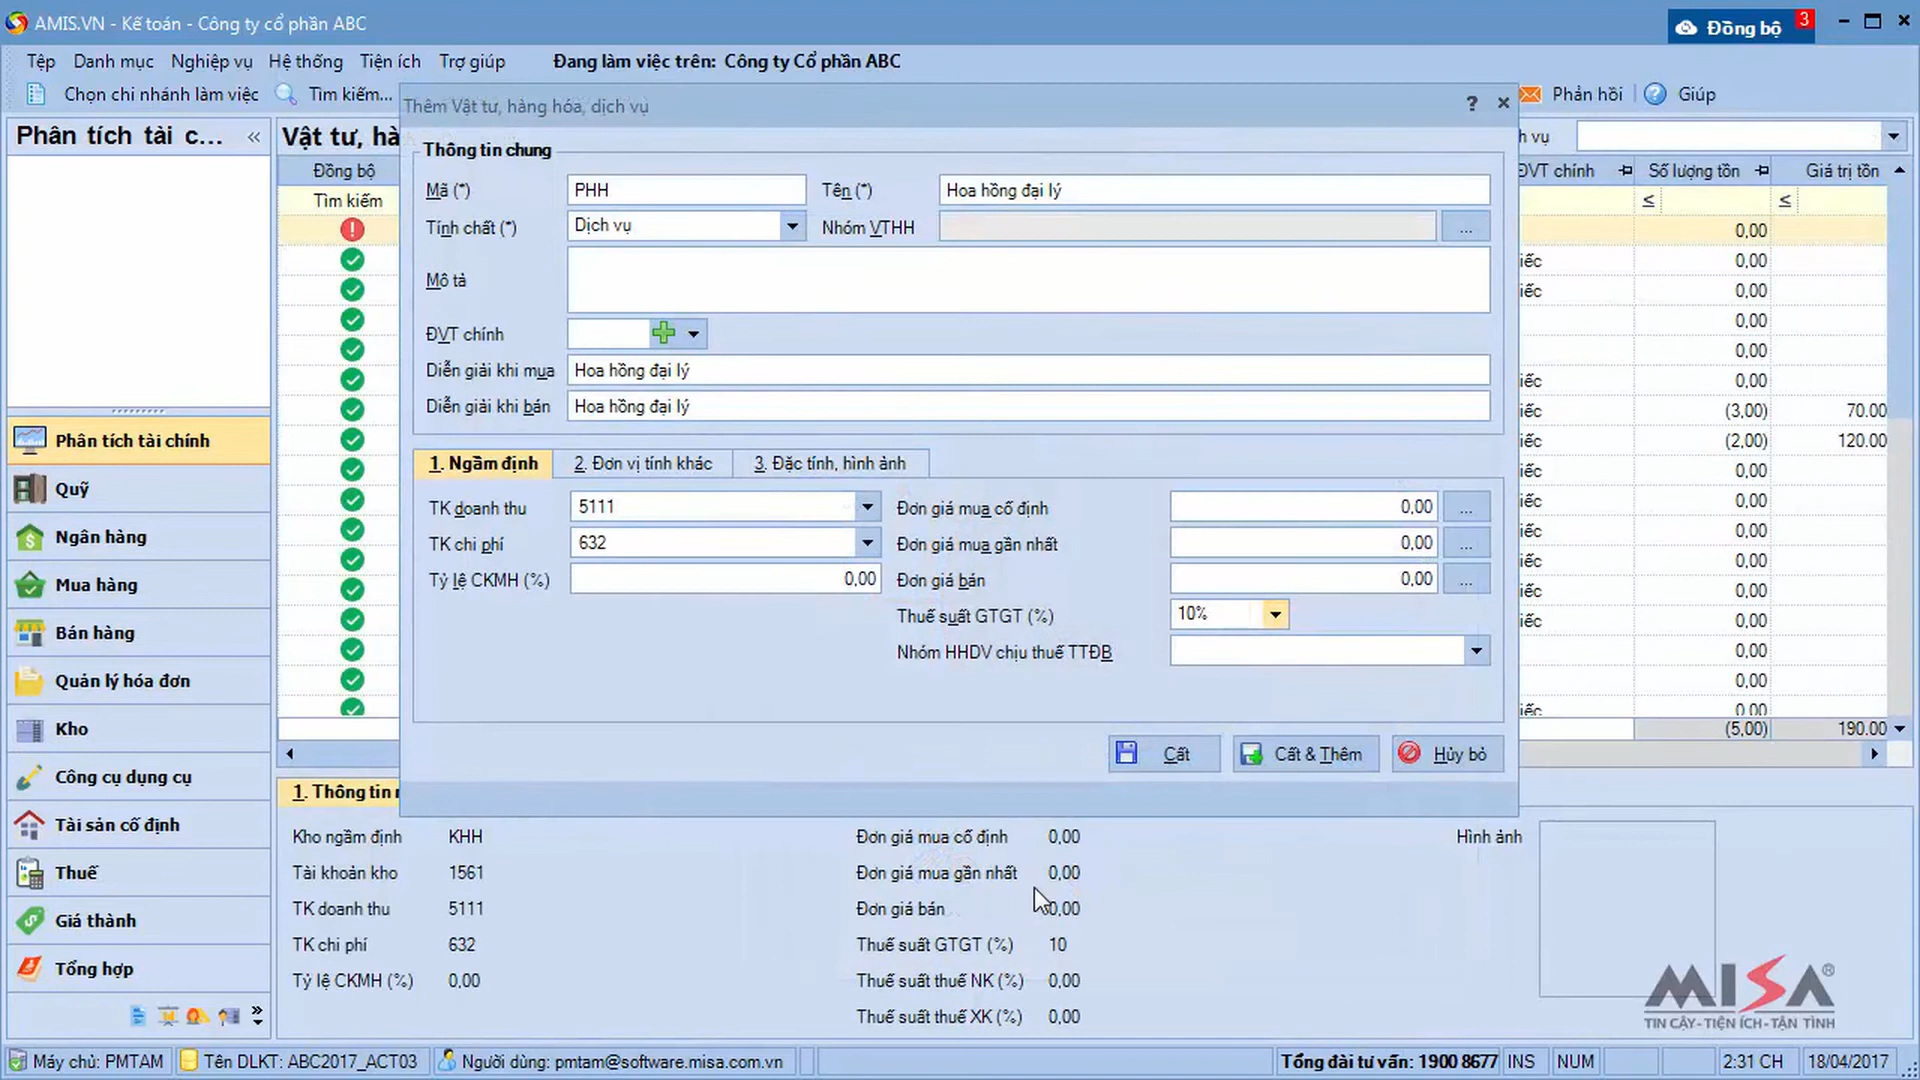 AMIS.VN - Kế toán - Công ty cổ phần ABC
Đồng bộ 3
Tệp Danh mục Nghiệp vụ Hệ thống Tiện ích Trợ giúp Đang làm việc trên: Công ty Cổ phần ABC
Chọn chi nhánh làm việc Tìm kiếm... Phản hồi Giúp
Phân tích tài c... «
Vật tư, hà
h vụ
Đồng bộ ĐVT chính Số lượng tồn Giá trị tồn
Tìm kiếm ≤ ≤
0,00
iếc 0,00
iếc 0,00
0,00
0,00
iếc 0,00
iếc (3,00) 70.00
iếc (2,00) 120.00
iếc 0,00
iếc 0,00
iếc 0,00
iếc 0,00
iếc 0,00
iếc 0,00
0,00
0,00
iếc 0,00
(5,00) 190.00
Thêm Vật tư, hàng hóa, dịch vụ ?
Thông tin chung
Mã (*) PHH Tên (*) Hoa hồng đại lý
Tính chất (*) Dịch vụ Nhóm VTHH ...
Mô tả
ĐVT chính
Diễn giải khi mua Hoa hồng đại lý
Diễn giải khi bán Hoa hồng đại lý
1. Ngầm định 2. Đơn vị tính khác 3. Đặc tính, hình ảnh
TK doanh thu 5111 Đơn giá mua cố định 0,00 ...
TK chi phí 632 Đơn giá mua gần nhất 0,00 ...
Tỷ lệ CKMH (%) 0,00 Đơn giá bán 0,00 ...
Thuế suất GTGT (%) 10%
Nhóm HHDV chịu thuế TTĐB
Cất Cất & Thêm Hủy bỏ
Phân tích tài chính
Quỹ
Ngân hàng
Mua hàng
Bán hàng
Quản lý hóa đơn
Kho
Công cụ dụng cụ
Tài sản cố định
Thuế
Giá thành
Tổng hợp
1. Thông tin
Kho ngầm định KHH Đơn giá mua cố định 0,00 Hình ảnh
Tài khoản kho 1561 Đơn giá mua gần nhất 0,00
TK doanh thu 5111 Đơn giá bán 0,00
TK chi phí 632 Thuế suất GTGT (%) 10
Tỷ lệ CKMH (%) 0,00 Thuế suất thuế NK (%) 0,00
Thuế suất thuế XK (%) 0,00
MISA®
TIN CẬY-TIỆN ÍCH-TẬN TÌNH
Máy chủ: PMTAM Tên DLKT: ABC2017_ACT03 Người dùng: pmtam@software.misa.com.vn Tổng đài tư vấn: 1900 8677 INS NUM 2:31 CH 18/04/2017